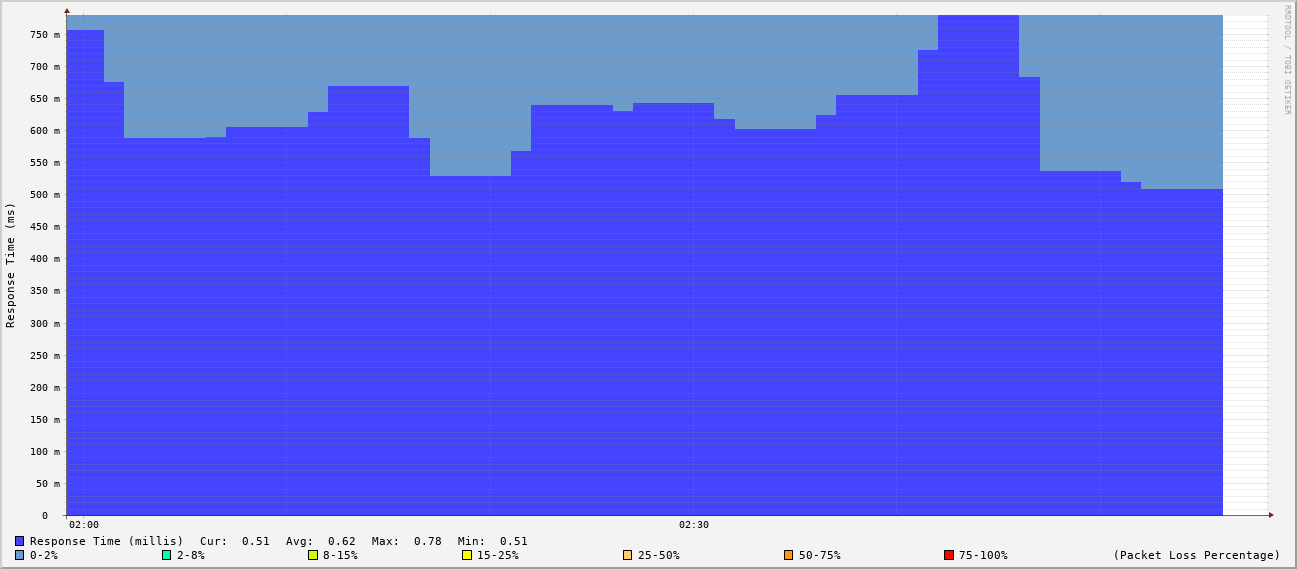 RRDTOOL / TOBI OETIKER
Response Time (ms)
750 m
700 m
650 m
600 m
550 m
500 m
450 m
400 m
350 m
300 m
250 m
200 m
150 m
100 m
50 m
0
02:00 02:30
Response Time (millis) Cur: 0.51 Avg: 0.62 Max: 0.78 Min: 0.51
0-2% 2-8% 8-15% 15-25% 25-50% 50-75% 75-100% (Packet Loss Percentage)